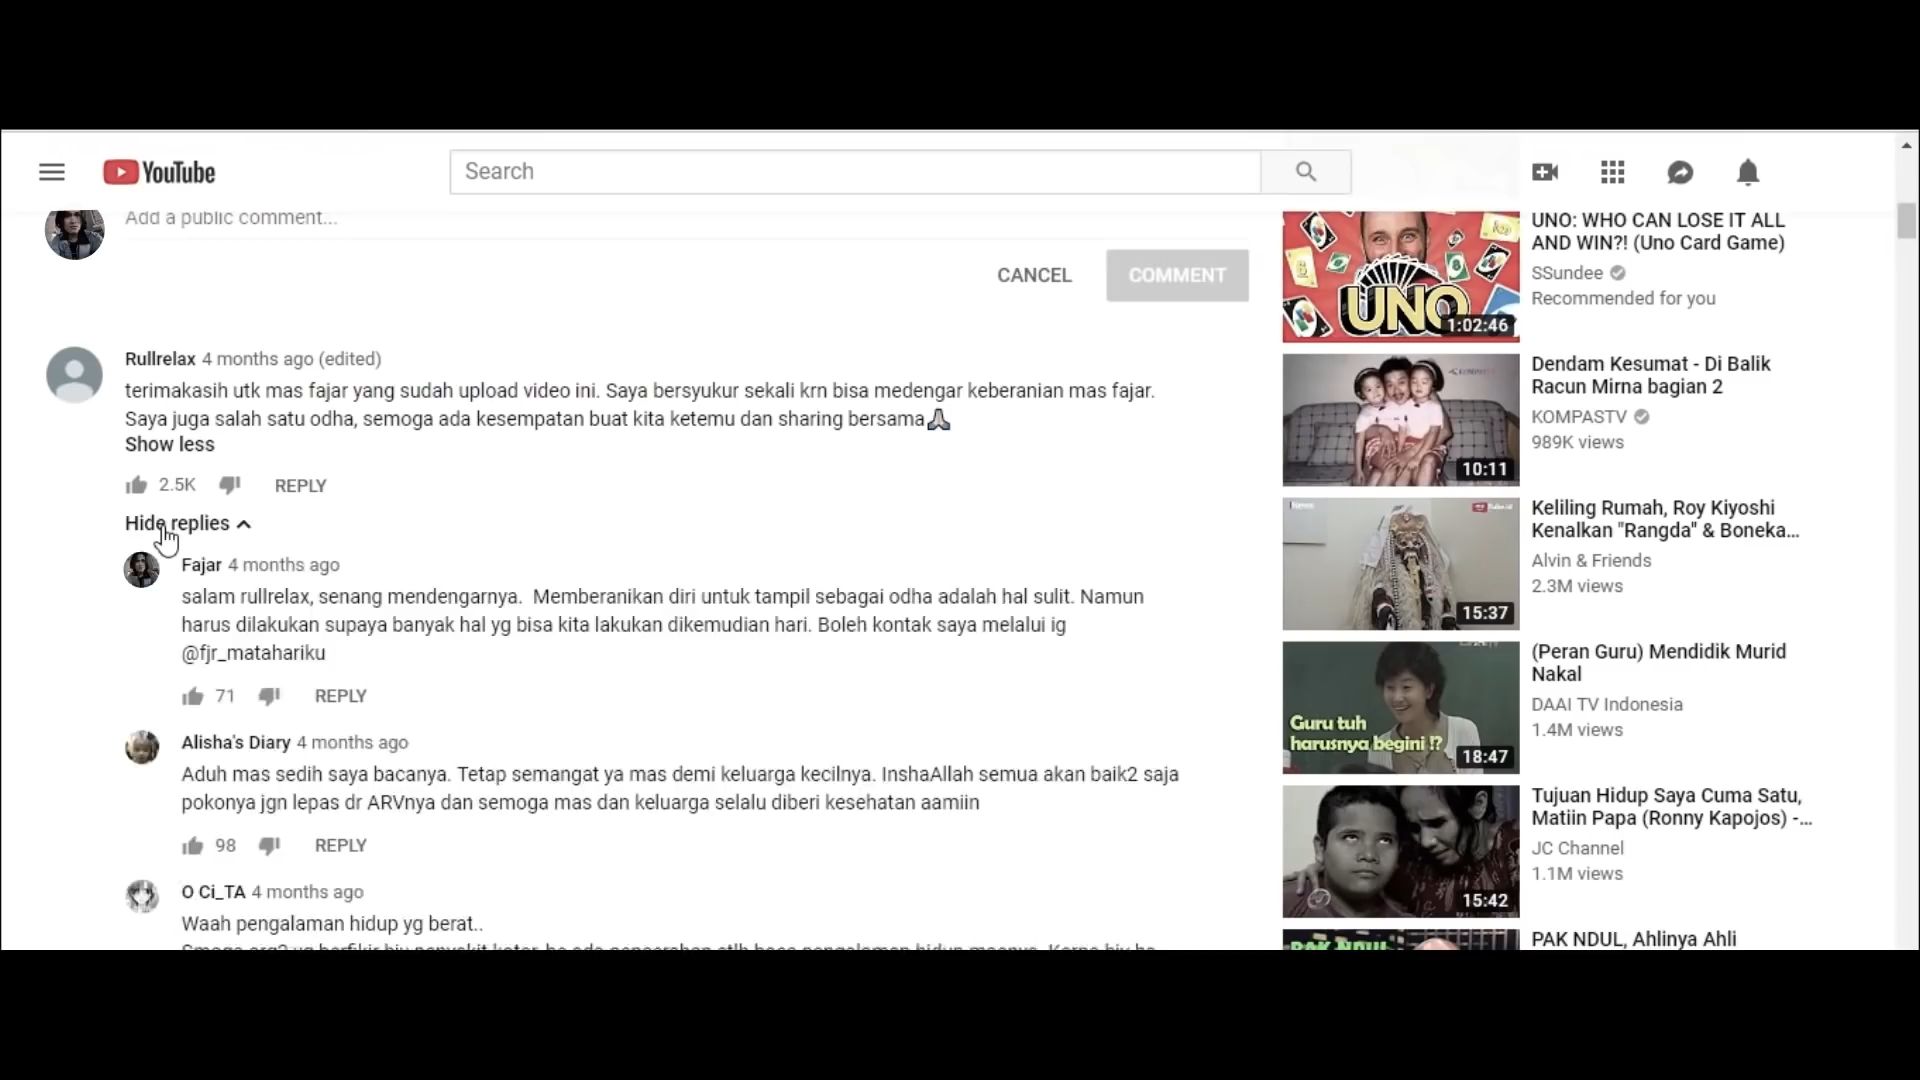 YouTube
Search
Add a public comment...
CANCEL
COMMENT
Rullrelax 4 months ago (edited)
terimakasih utk mas fajar yang sudah upload video ini. Saya bersyukur sekali krn bisa medengar keberanian mas fajar.
Saya juga salah satu odha, semoga ada kesempatan buat kita ketemu dan sharing bersama🙏
Show less
2.5K REPLY
Hide replies
Fajar 4 months ago
salam rullrelax, senang mendengarnya.  Memberanikan diri untuk tampil sebagai odha adalah hal sulit. Namun
harus dilakukan supaya banyak hal yg bisa kita lakukan dikemudian hari. Boleh kontak saya melalui ig
@fjr_matahariku
71 REPLY
Alisha's Diary 4 months ago
Aduh mas sedih saya bacanya. Tetap semangat ya mas demi keluarga kecilnya. InshaAllah semua akan baik2 saja
pokonya jgn lepas dr ARVnya dan semoga mas dan keluarga selalu diberi kesehatan aamiin
98 REPLY
O Ci_TA 4 months ago
Waah pengalaman hidup yg berat..
UNO
1:02:46
UNO: WHO CAN LOSE IT ALL
AND WIN?! (Uno Card Game)
SSundee
Recommended for you
10:11
Dendam Kesumat - Di Balik
Racun Mirna bagian 2
KOMPASTV
989K views
15:37
Keliling Rumah, Roy Kiyoshi
Kenalkan "Rangda" & Boneka...
Alvin & Friends
2.3M views
Guru tuh
harusnya begini !?
18:47
(Peran Guru) Mendidik Murid
Nakal
DAAI TV Indonesia
1.4M views
15:42
Tujuan Hidup Saya Cuma Satu,
Matiin Papa (Ronny Kapojos) -...
JC Channel
1.1M views
PAK NDUL
PAK NDUL, Ahlinya Ahli